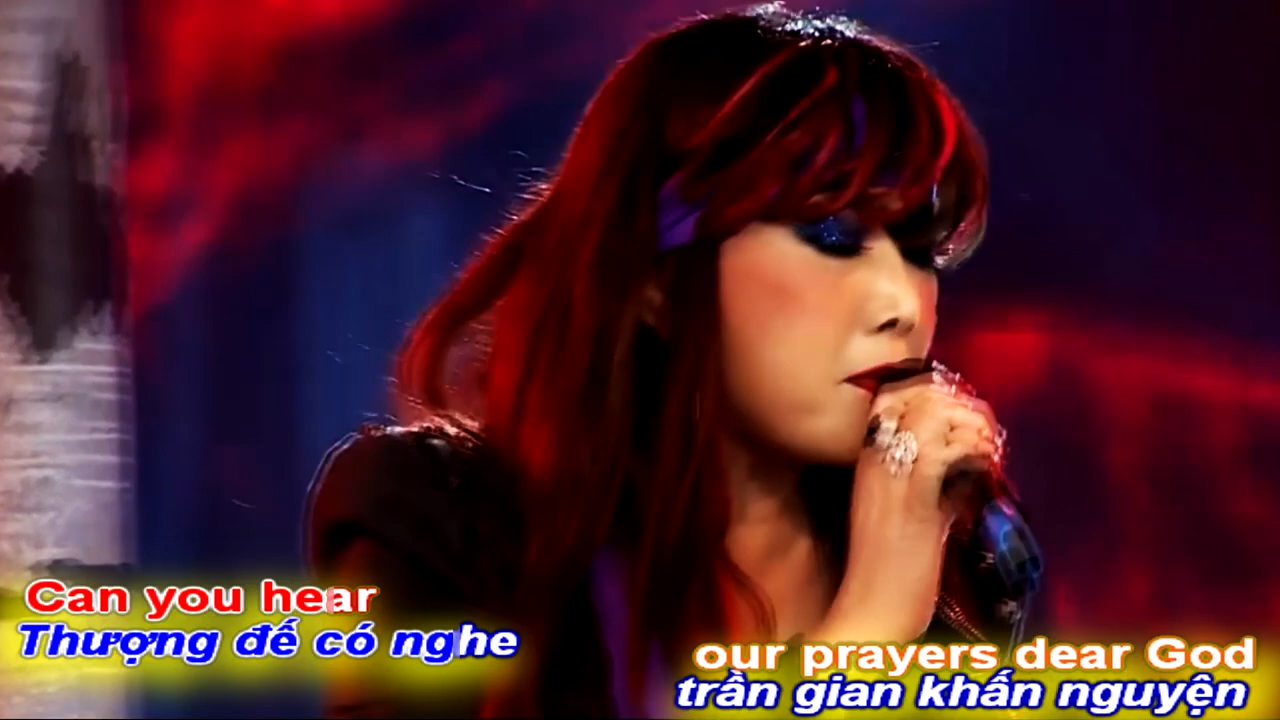 Can you hear
Thượng đế có nghe
our prayers dear God
trần gian khấn nguyện